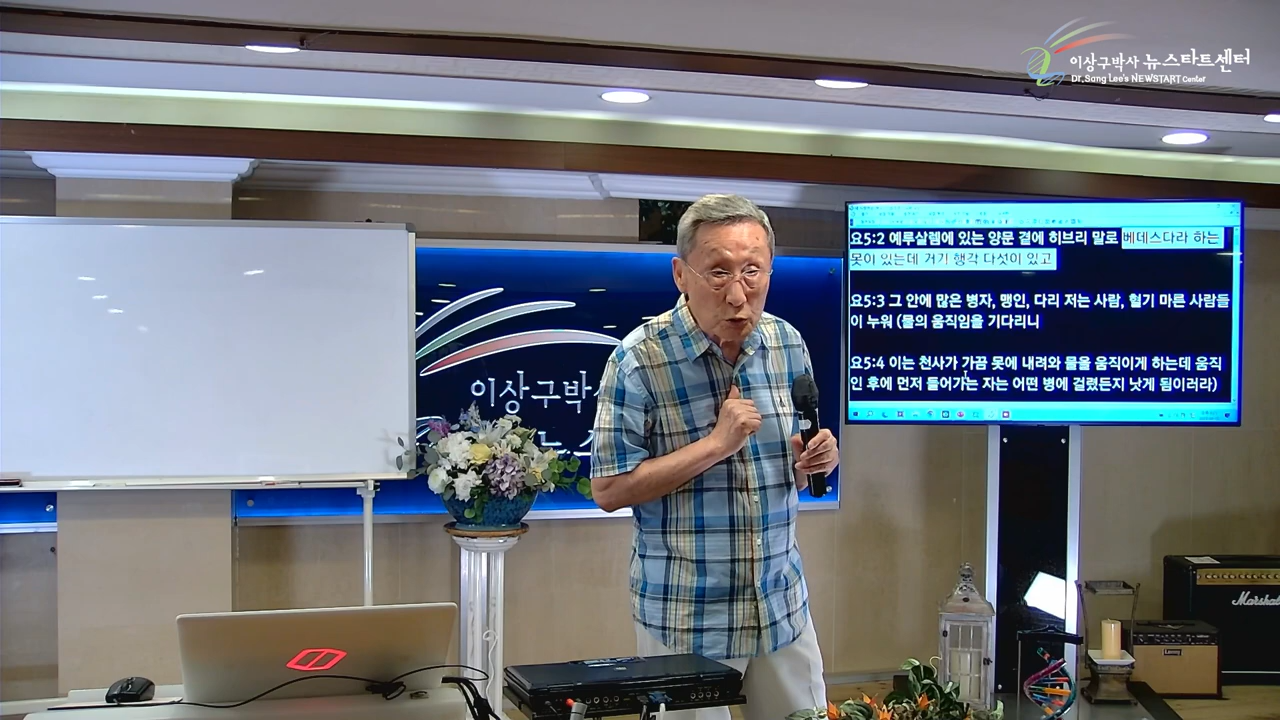 이상구박사 뉴스타트센터
Dr. Sang Lee's NEWSTART Center
요5:2 예루살렘에 있는 양문 곁에 히브리 말로 베데스다라 하는
못이 있는데 거기 행각 다섯이 있고
요5:3 그 안에 많은 병자, 맹인, 다리 저는 사람, 혈기 마른 사람들
이 누워 (물의 움직임을 기다리니
요5:4 이는 천사가 가끔 못에 내려와 물을 움직이게 하는데 움직
인 후에 먼저 들어가는 자는 어떤 병에 걸렸든지 낫게 됨이러라)
이상구박사
Marshall
Laney